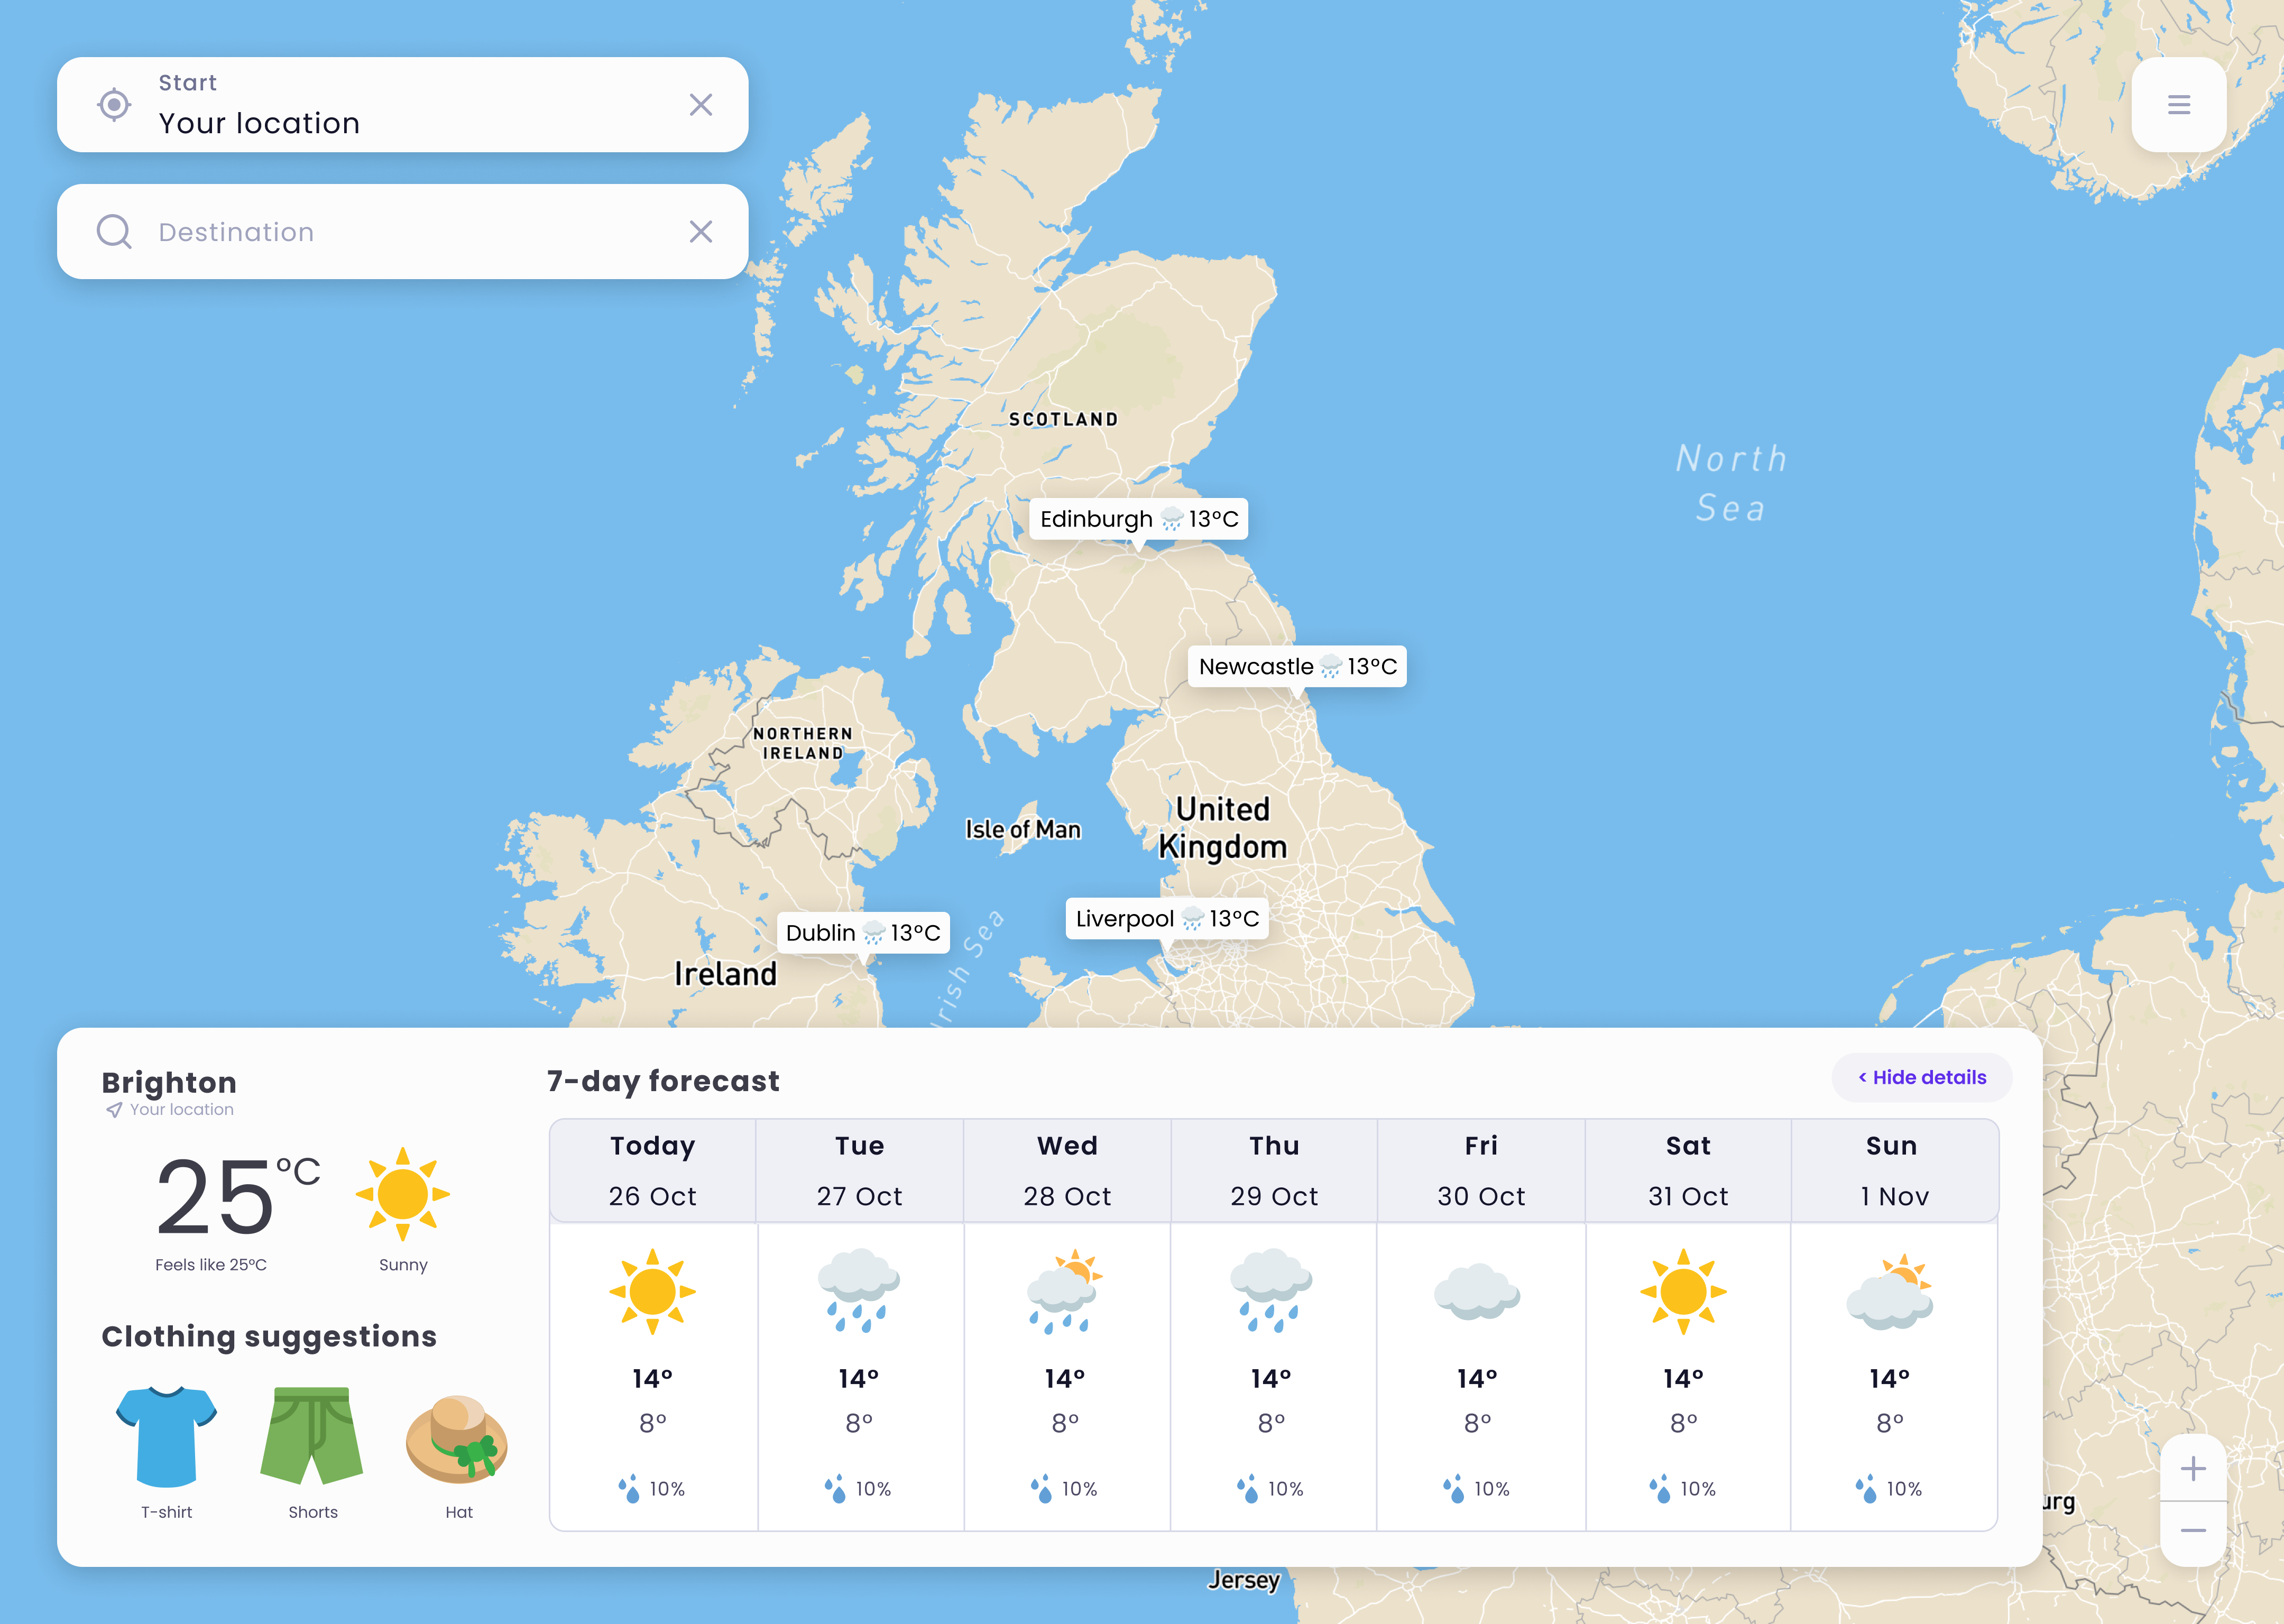 Start
Your location
Destination
SCOTLAND
North
Sea
Edinburgh 13°C
Newcastle 13°C
NORTHERN
IRELAND
United
Kingdom
Isle of Man
Liverpool 13°C
Dublin 13°C
Ireland
Irish Sea
Brighton
Your location
25°C
Feels like 25°C
Sunny
Clothing suggestions
T-shirt Shorts Hat
7-day forecast
< Hide details
Today Tue Wed Thu Fri Sat Sun
26 Oct 27 Oct 28 Oct 29 Oct 30 Oct 31 Oct 1 Nov
14° 14° 14° 14° 14° 14° 14°
8° 8° 8° 8° 8° 8° 8°
10% 10% 10% 10% 10% 10% 10%
Jersey